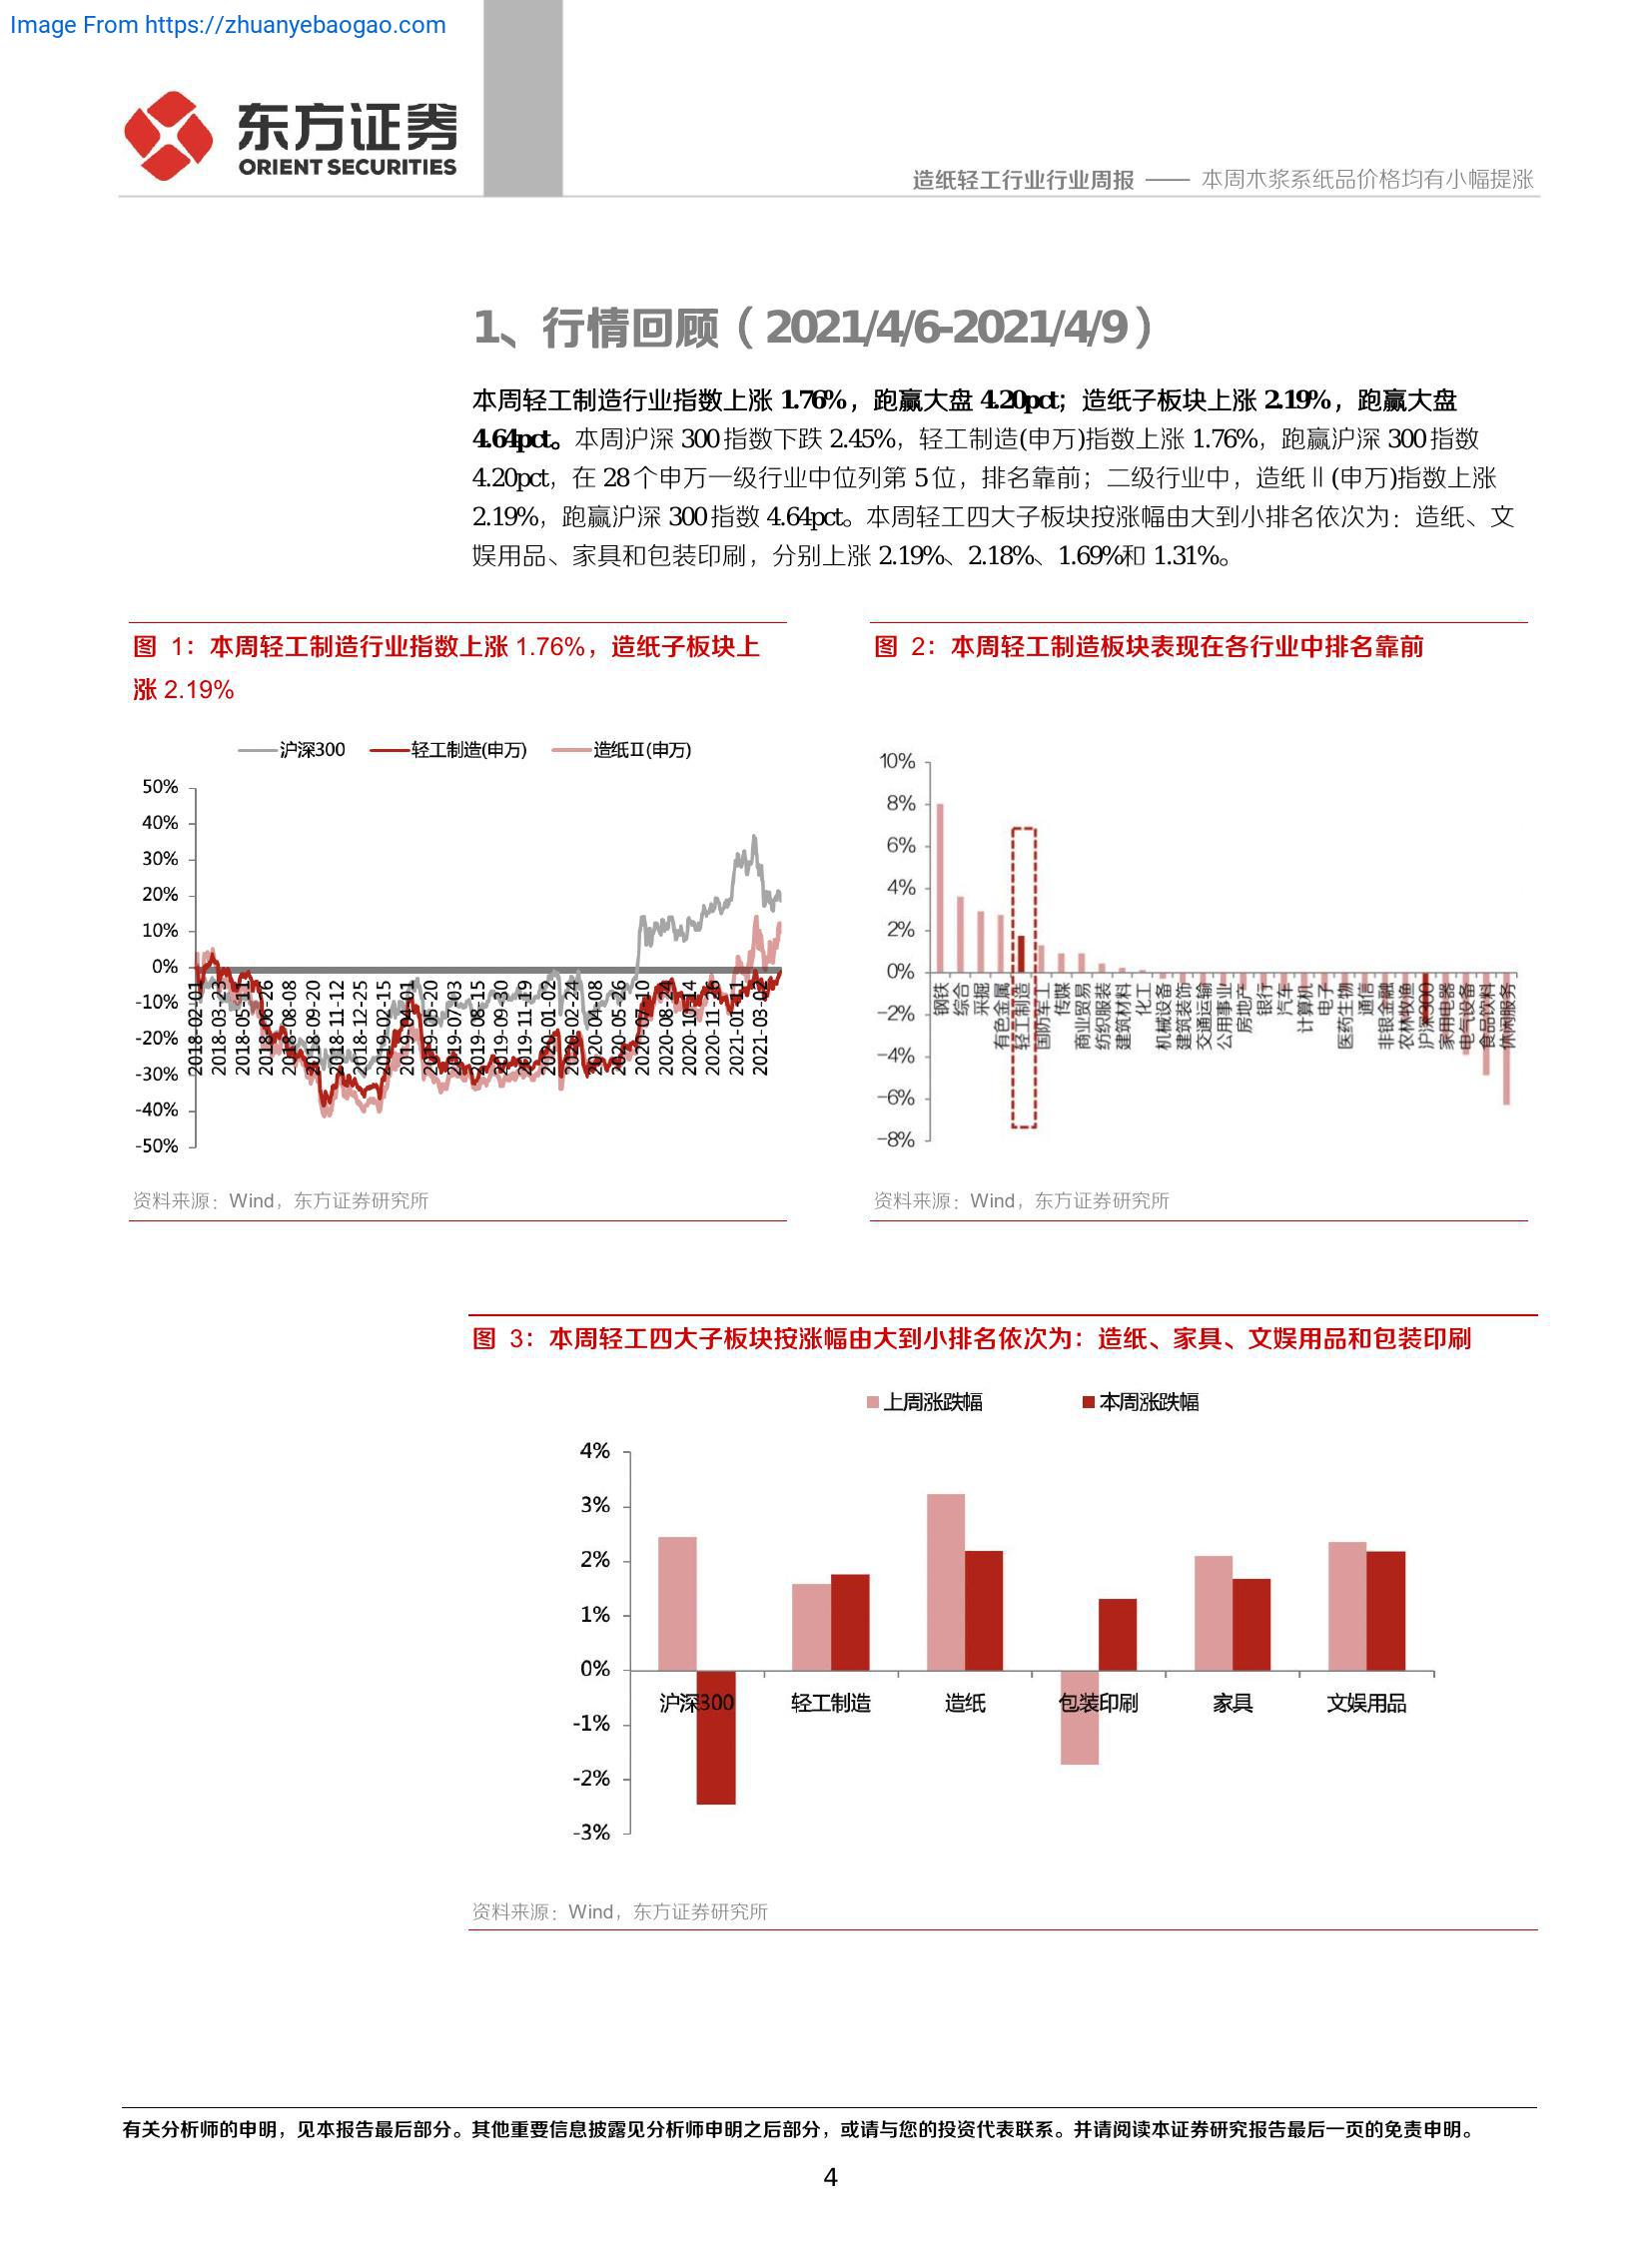 Image From https://zhuanyebaogao.com
东方证券
ORIENT SECURITIES
造纸轻工行业行业周报 —— 本周木浆系纸品价格均有小幅提涨
1、行情回顾（2021/4/6-2021/4/9）
本周轻工制造行业指数上涨 1.76%，跑赢大盘 4.20pct；造纸子板块上涨 2.19%，跑赢大盘
4.64pct。本周沪深 300 指数下跌 2.45%，轻工制造(申万)指数上涨 1.76%，跑赢沪深 300 指数
4.20pct，在 28 个申万一级行业中位列第 5 位，排名靠前；二级行业中，造纸Ⅱ(申万)指数上涨
2.19%，跑赢沪深 300 指数 4.64pct。本周轻工四大子板块按涨幅由大到小排名依次为：造纸、文
娱用品、家具和包装印刷，分别上涨 2.19%、2.18%、1.69%和 1.31%。
图 1：本周轻工制造行业指数上涨 1.76%，造纸子板块上
涨 2.19%
沪深300 轻工制造(申万) 造纸Ⅱ(申万)
50%
40%
30%
20%
10%
0%
-10%
-20%
-30%
-40%
-50%
2018-02-01
2018-03-23
2018-05-15
2018-06-26
2018-08-08
2018-09-20
2018-11-12
2018-12-25
2019-02-15
2019-04-01
2019-05-20
2019-07-03
2019-08-15
2019-09-30
2019-11-19
2020-01-02
2020-02-24
2020-04-08
2020-05-26
2020-07-10
2020-08-24
2020-10-14
2020-11-26
2021-01-11
2021-03-02
资料来源：Wind，东方证券研究所
图 2：本周轻工制造板块表现在各行业中排名靠前
10%
8%
6%
4%
2%
0%
-2%
-4%
-6%
-8%
钢铁
综合
采掘
有色金属
轻工制造
国防军工
传媒
商业贸易
纺织服装
建筑材料
化工
机械设备
建筑装饰
交通运输
公用事业
房地产
银行
汽车
计算机
电子
医药生物
通信
非银金融
农林牧渔
沪深300
家用电器
电气设备
食品饮料
休闲服务
资料来源：Wind，东方证券研究所
图 3：本周轻工四大子板块按涨幅由大到小排名依次为：造纸、家具、文娱用品和包装印刷
上周涨跌幅 本周涨跌幅
4%
3%
2%
1%
0%
-1%
-2%
-3%
沪深300 轻工制造 造纸 包装印刷 家具 文娱用品
资料来源：Wind，东方证券研究所
有关分析师的申明，见本报告最后部分。其他重要信息披露见分析师申明之后部分，或请与您的投资代表联系。并请阅读本证券研究报告最后一页的免责申明。
4